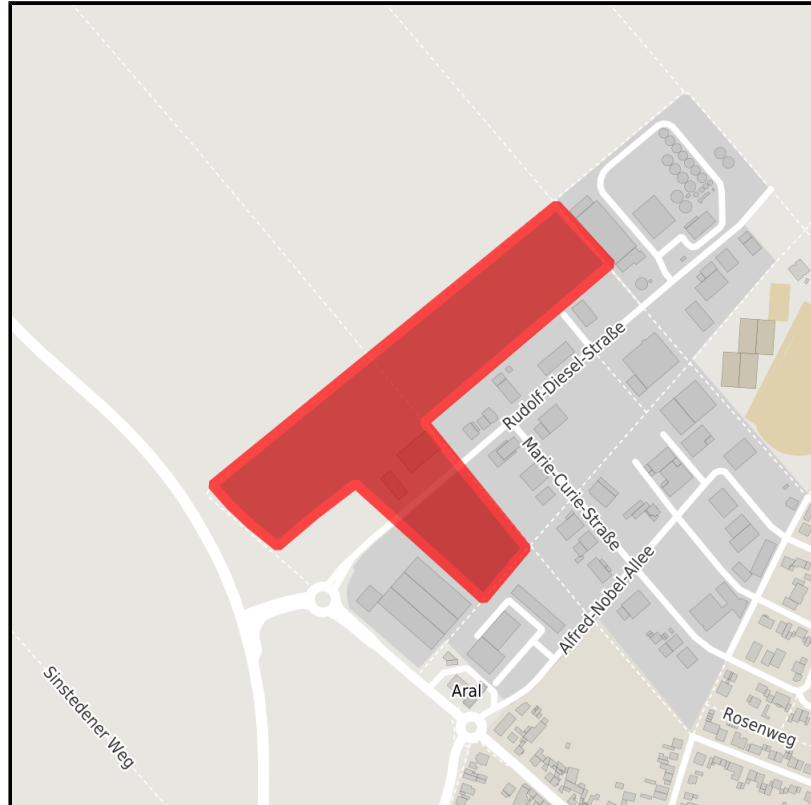 Rudolf-Diesel-Straße
Marie-Curie-Straße
Alfred-Nobel-Allee
Sinstedener Weg
Aral
Rosenweg